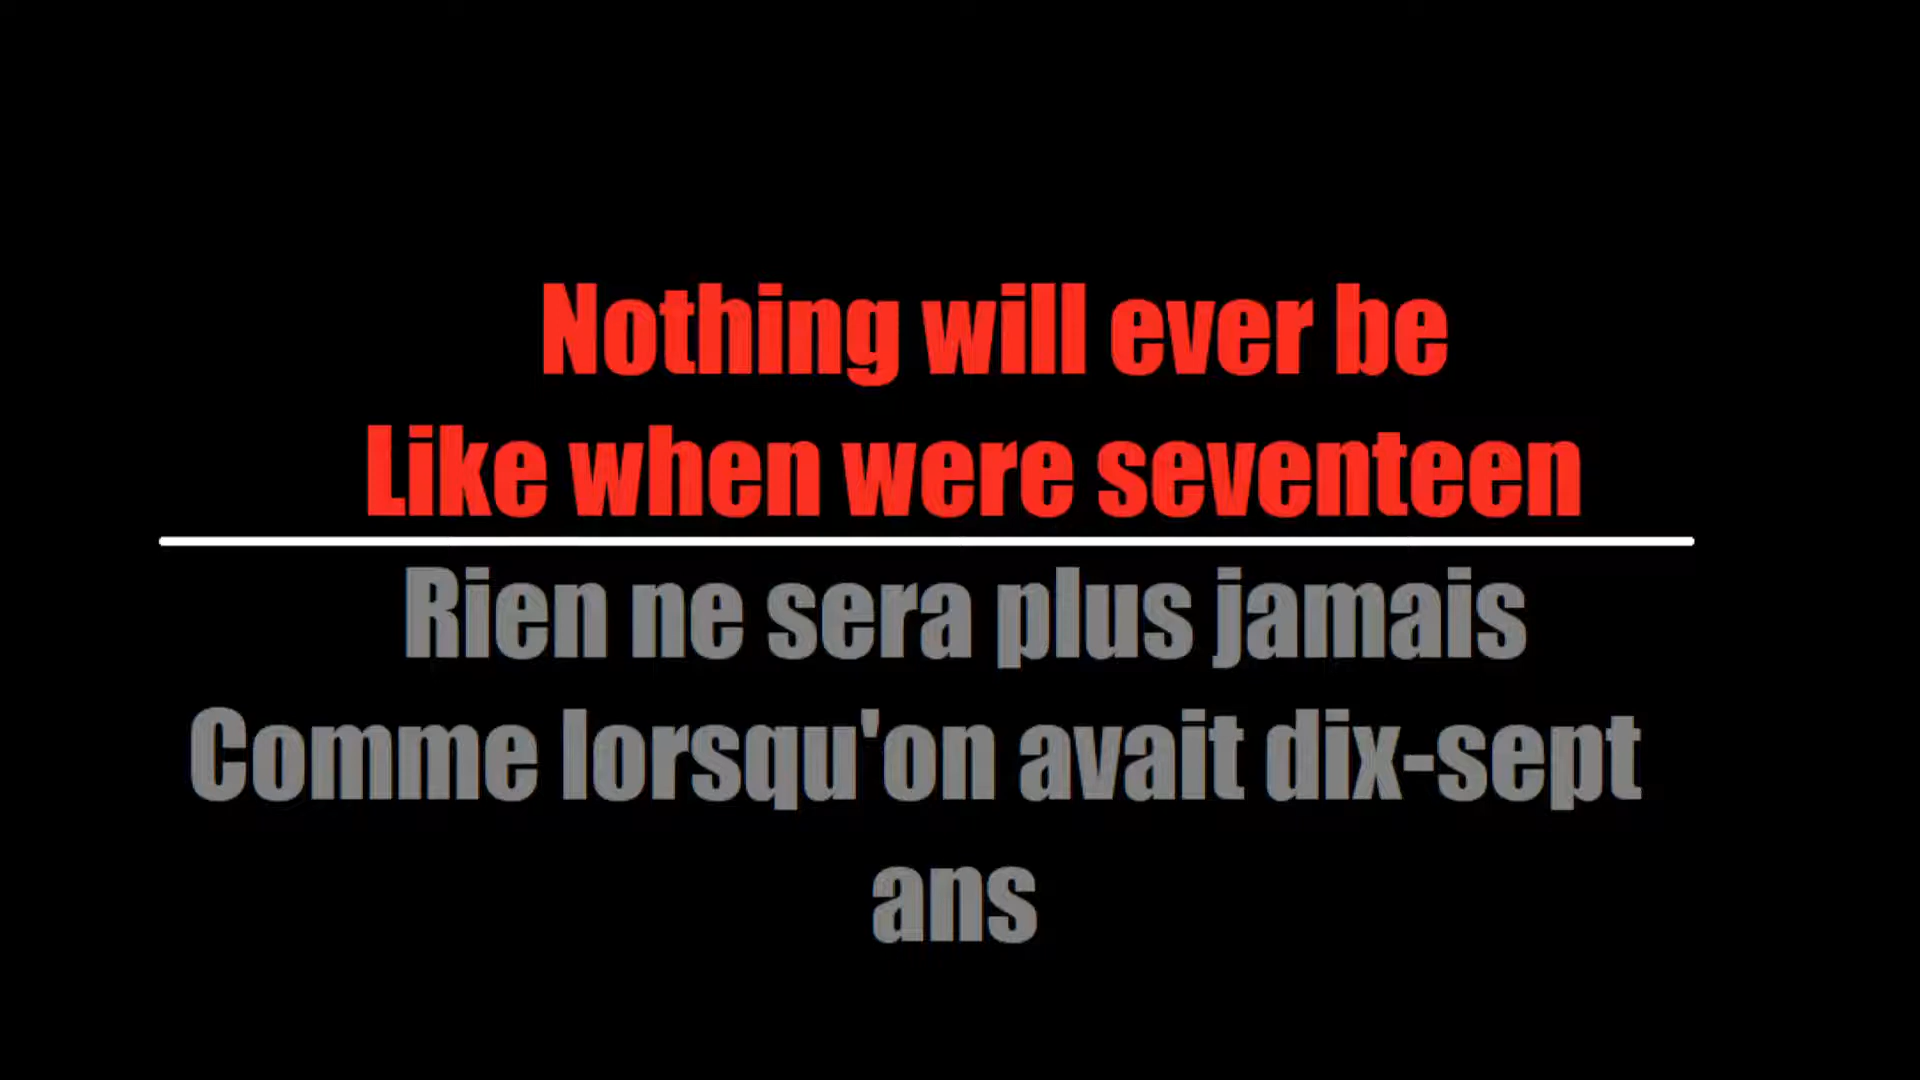 Nothing will ever be
Like when were seventeen
Rien ne sera plus jamais
Comme lorsqu'on avait dix-sept
ans